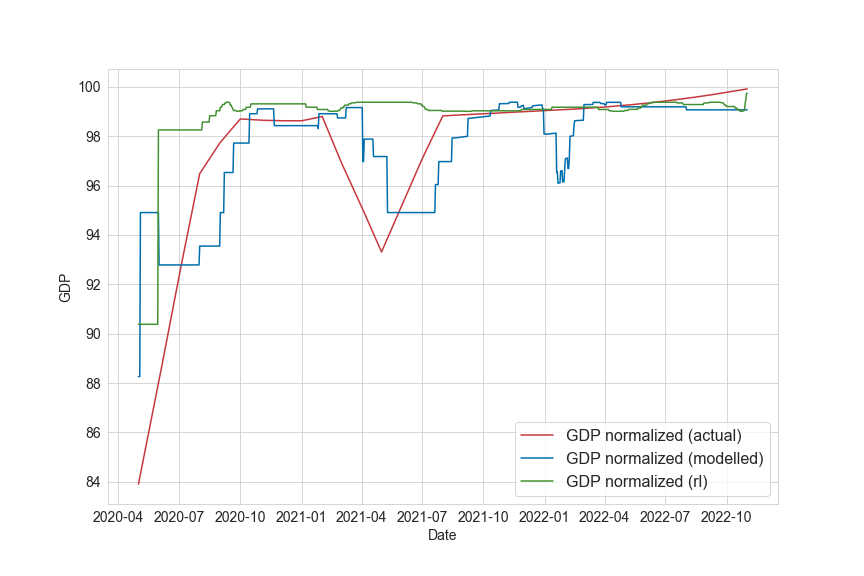 100
98
96
94
92
90
88
86
84
GDP
GDP normalized (actual)
GDP normalized (modelled)
GDP normalized (rl)
2020-04 2020-07 2020-10 2021-01 2021-04 2021-07 2021-10 2022-01 2022-04 2022-07 2022-10
Date